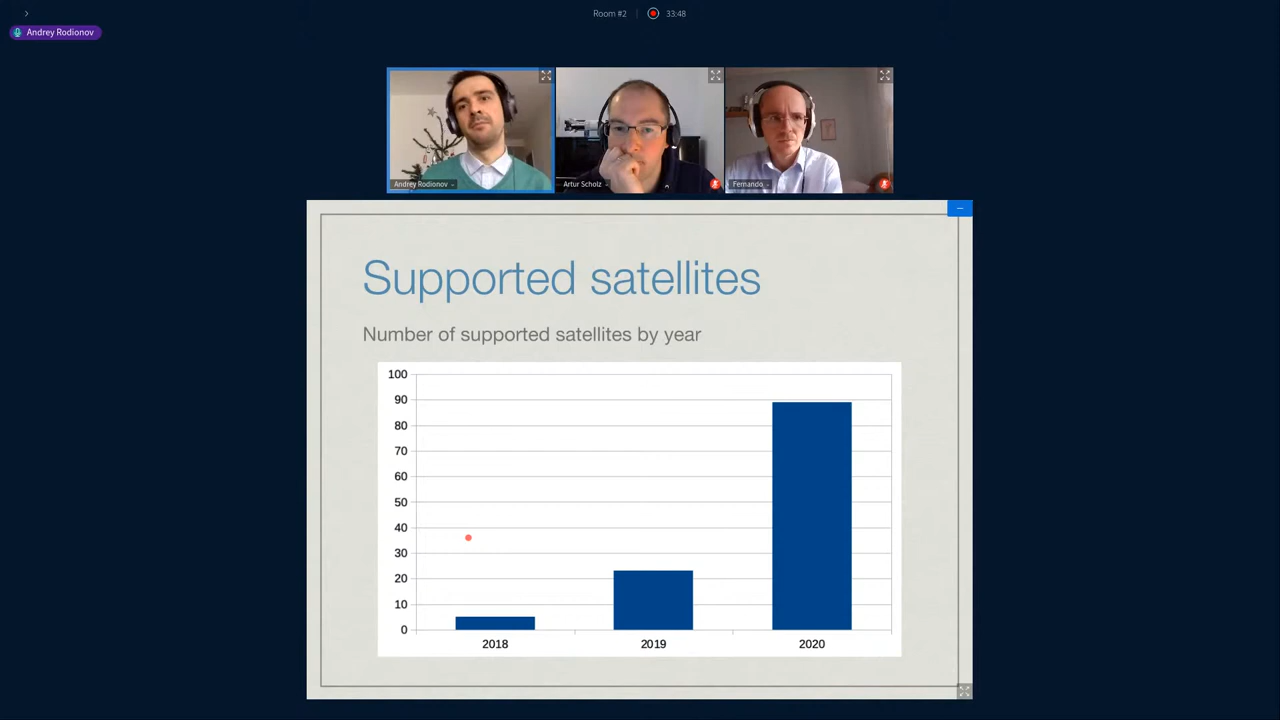 Room #2
33:48
Andrey Rodionov
Andrey Rodionov
Artur Scholz
Fernando
Supported satellites
Number of supported satellites by year
100
90
80
70
60
50
40
30
20
10
0
2018 2019 2020